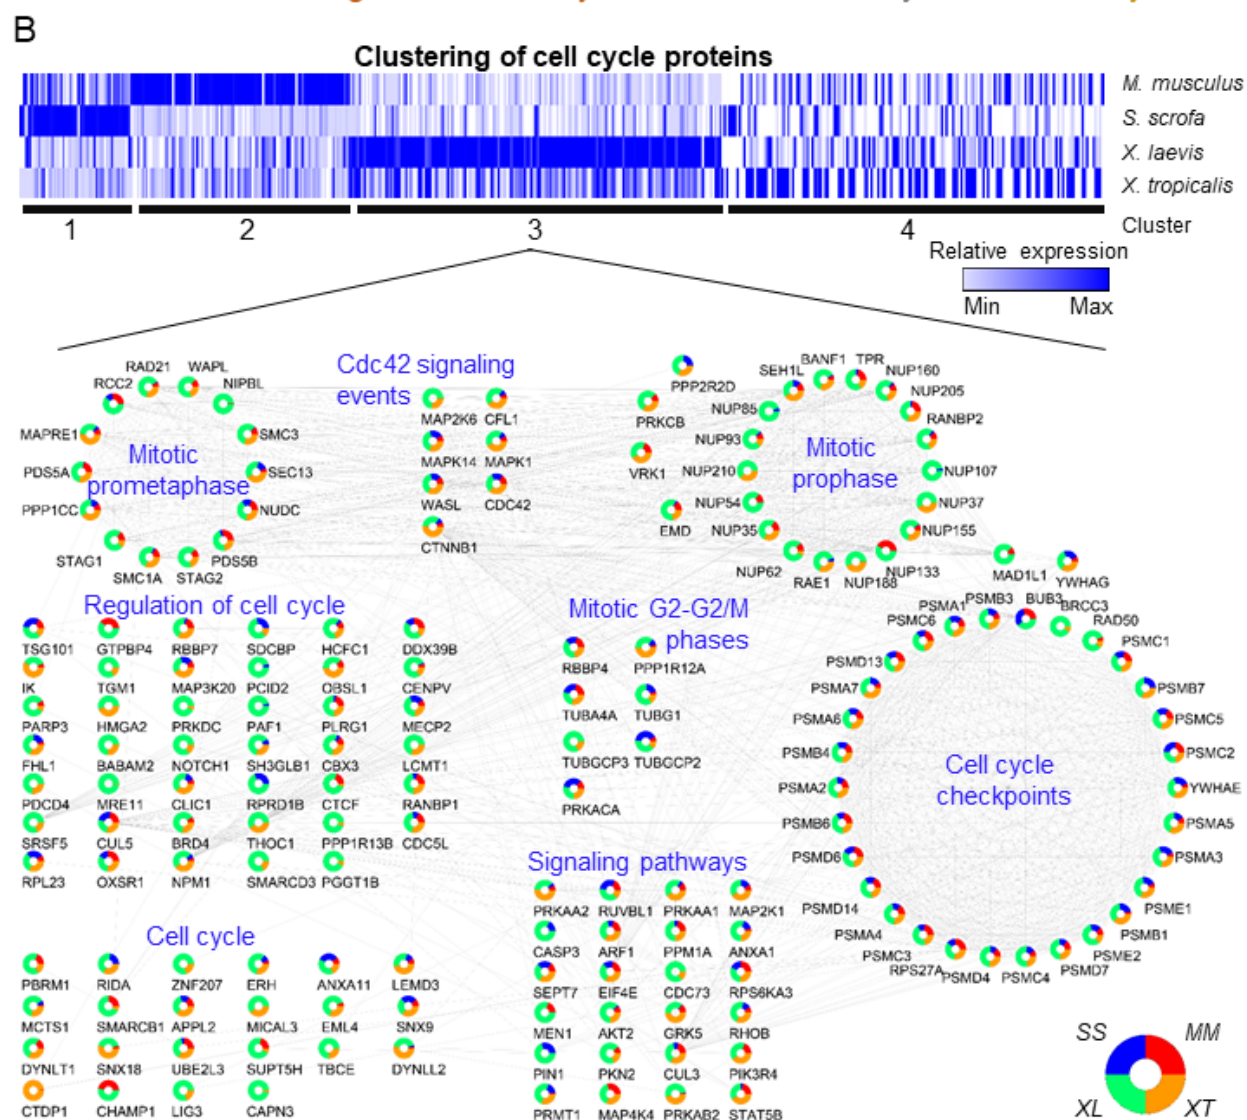 B
Clustering of cell cycle proteins
M. musculus
S. scrofa
X. laevis
X. tropicalis
1 2 3 4 Cluster
Relative expression
Min Max
Mitotic
prometaphase
RAD21 WAPL
RCC2 NIPBL
MAPRE1 SMC3
PDS5A SEC13
PPP1CC NUDC
STAG1 PDS5B
SMC1A STAG2
Cdc42 signaling
events
MAP2K6 CFL1
MAPK14 MAPK1
WASL CDC42
CTNNB1
PPP2R2D
PRKCB
VRK1
EMD
Mitotic
prophase
BANF1 TPR
SEH1L NUP160
NUP85 NUP205
NUP93 RANBP2
NUP210 NUP107
NUP54 NUP37
NUP35 NUP155
NUP62 NUP133
RAE1 NUP188
MAD1L1
YWHAG
Regulation of cell cycle
TSG101 GTPBP4 RBBP7 SDCBP HCFC1 DDX39B
IK TGM1 MAP3K20 PCID2 OBSL1 CENPV
PARP3 HMGA2 PRKDC PAF1 PLRG1 MECP2
FHL1 BABAM2 NOTCH1 SH3GLB1 CBX3 LCMT1
PDCD4 MRE11 CLIC1 RPRD1B CTCF RANBP1
SRSF5 CUL5 BRD4 THOC1 PPP1R13B CDC5L
RPL23 OXSR1 NPM1 SMARCD3 PGGT1B
Mitotic G2-G2/M
phases
RBBP4 PPP1R12A
TUBA4A TUBG1
TUBGCP3 TUBGCP2
PRKACA
Cell cycle
checkpoints
PSMB3 BUB3
PSMA1 BRCC3
PSMC6 RAD50
PSMD13 PSMC1
PSMA7 PSMB7
PSMA6 PSMC5
PSMB4 PSMC2
PSMA2 YWHAE
PSMB6 PSMA5
PSMD6 PSMA3
PSMD14 PSME1
PSMA4 PSMB1
PSMC3 PSME2
RPS27A PSMD7
PSMD4 PSMC4
Cell cycle
PBRM1 RIDA ZNF207 ERH ANXA11 LEMD3
MCTS1 SMARCB1 APPL2 MICAL3 EML4 SNX9
DYNLT1 SNX18 UBE2L3 SUPT5H TBCE DYNLL2
CTDP1 CHAMP1 LIG3 CAPN3
Signaling pathways
PRKAA2 RUVBL1 PRKAA1 MAP2K1
CASP3 ARF1 PPM1A ANXA1
SEPT7 EIF4E CDC73 RPS6KA3
MEN1 AKT2 GRK5 RHOB
PIN1 PKN2 CUL3 PIK3R4
PRMT1 MAP4K4 PRKAB2 STAT5B
SS MM
XL XT